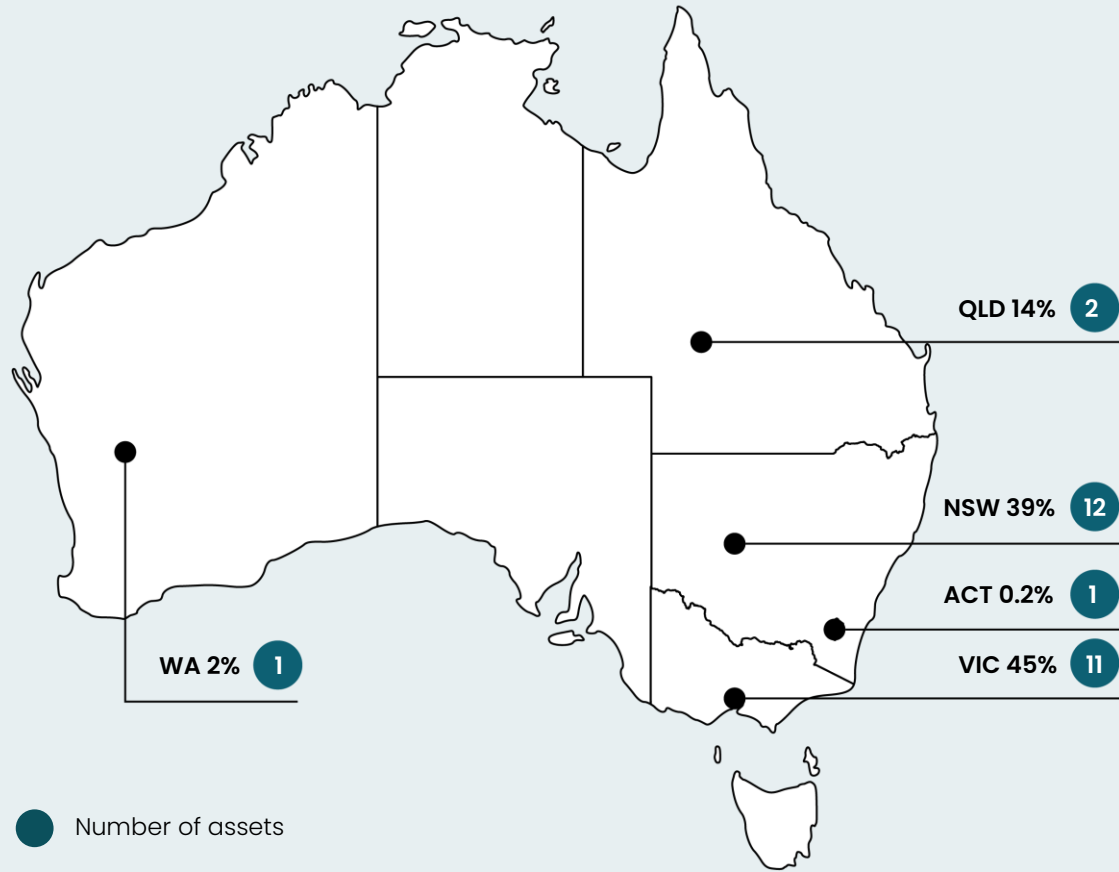 QLD 14% 2
NSW 39% 12
ACT 0.2% 1
VIC 45% 11
WA 2% 1
Number of assets